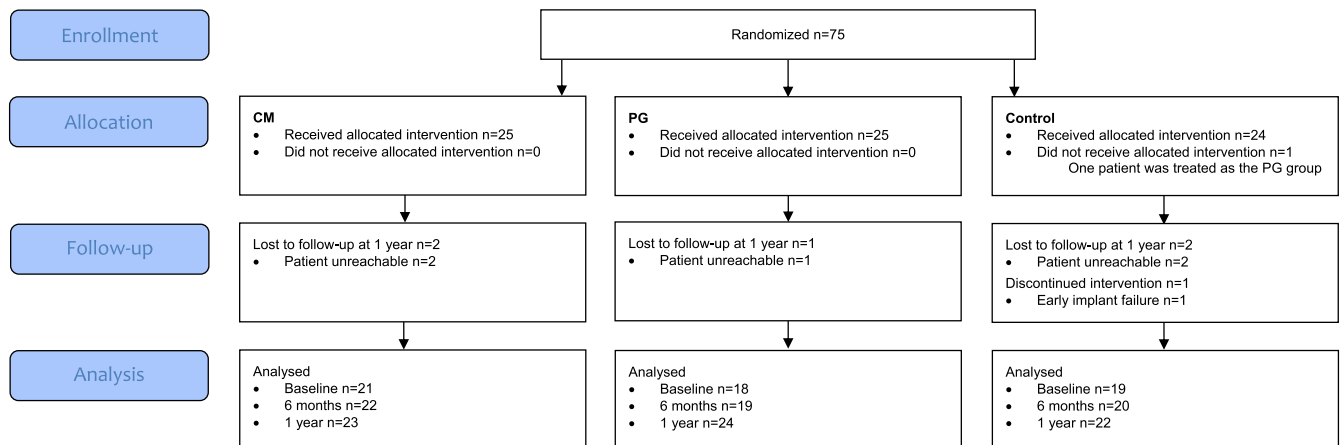 Enrollment
Randomized n=75
Allocation
CM
• Received allocated intervention n=25
• Did not receive allocated intervention n=0
PG
• Received allocated intervention n=25
• Did not receive allocated intervention n=0
Control
• Received allocated intervention n=24
• Did not receive allocated intervention n=1
One patient was treated as the PG group
Follow-up
Lost to follow-up at 1 year n=2
• Patient unreachable n=2
Lost to follow-up at 1 year n=1
• Patient unreachable n=1
Lost to follow-up at 1 year n=2
• Patient unreachable n=2
Discontinued intervention n=1
• Early implant failure n=1
Analysis
Analysed
• Baseline n=21
• 6 months n=22
• 1 year n=23
Analysed
• Baseline n=18
• 6 months n=19
• 1 year n=24
Analysed
• Baseline n=19
• 6 months n=20
• 1 year n=22